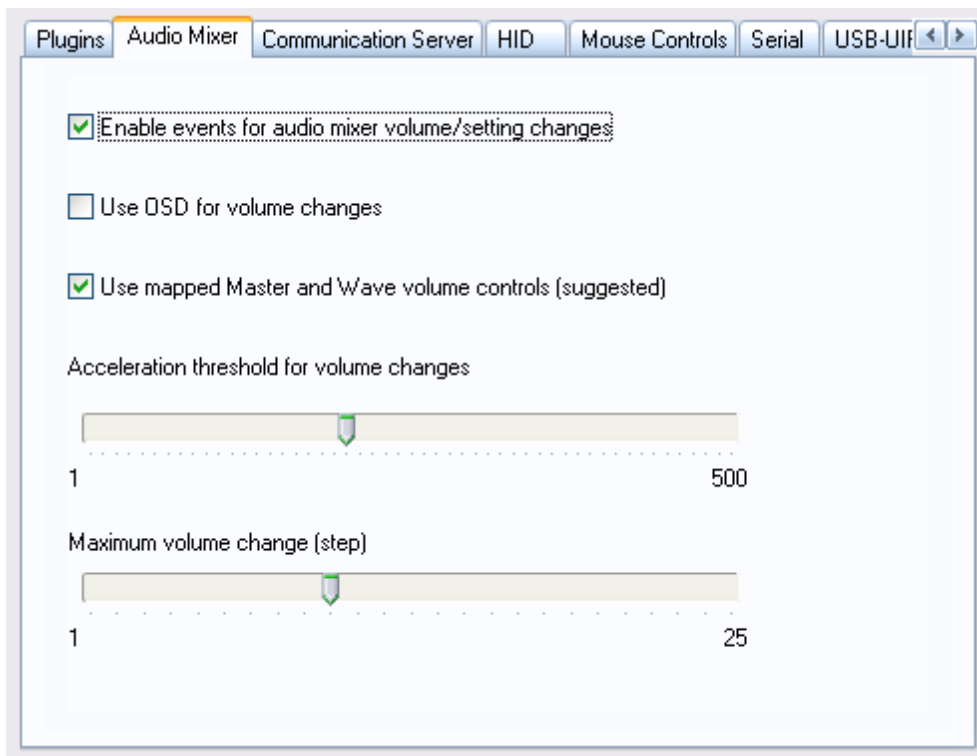 Plugins Audio Mixer Communication Server HID Mouse Controls Serial USB-UI
Enable events for audio mixer volume/setting changes
Use OSD for volume changes
Use mapped Master and Wave volume controls (suggested)
Acceleration threshold for volume changes
1 500
Maximum volume change (step)
1 25